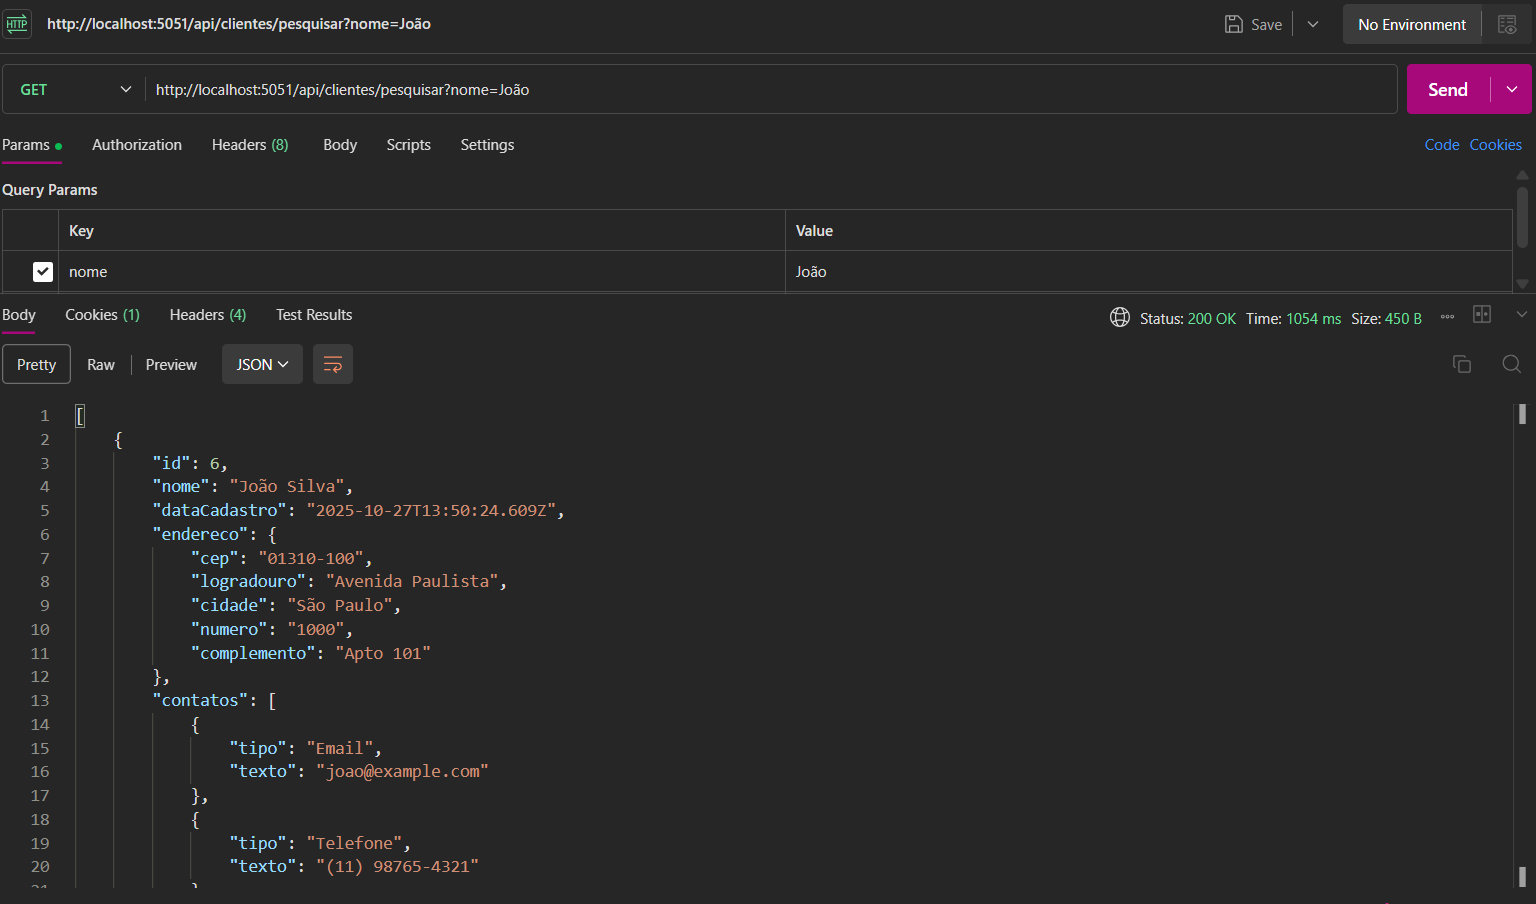 HTTP http://localhost:5051/api/clientes/pesquisar?nome=João Save No Environment
GET http://localhost:5051/api/clientes/pesquisar?nome=João Send
Params Authorization Headers (8) Body Scripts Settings Code Cookies
Query Params
Key Value
nome João
Body Cookies (1) Headers (4) Test Results Status: 200 OK Time: 1054 ms Size: 450 B
Pretty Raw Preview JSON
1 [
2 {
3 "id": 6,
4 "nome": "João Silva",
5 "dataCadastro": "2025-10-27T13:50:24.609Z",
6 "endereco": {
7 "cep": "01310-100",
8 "logradouro": "Avenida Paulista",
9 "cidade": "São Paulo",
10 "numero": "1000",
11 "complemento": "Apto 101"
12 },
13 "contatos": [
14 {
15 "tipo": "Email",
16 "texto": "joao@example.com"
17 },
18 {
19 "tipo": "Telefone",
20 "texto": "(11) 98765-4321"
21 }